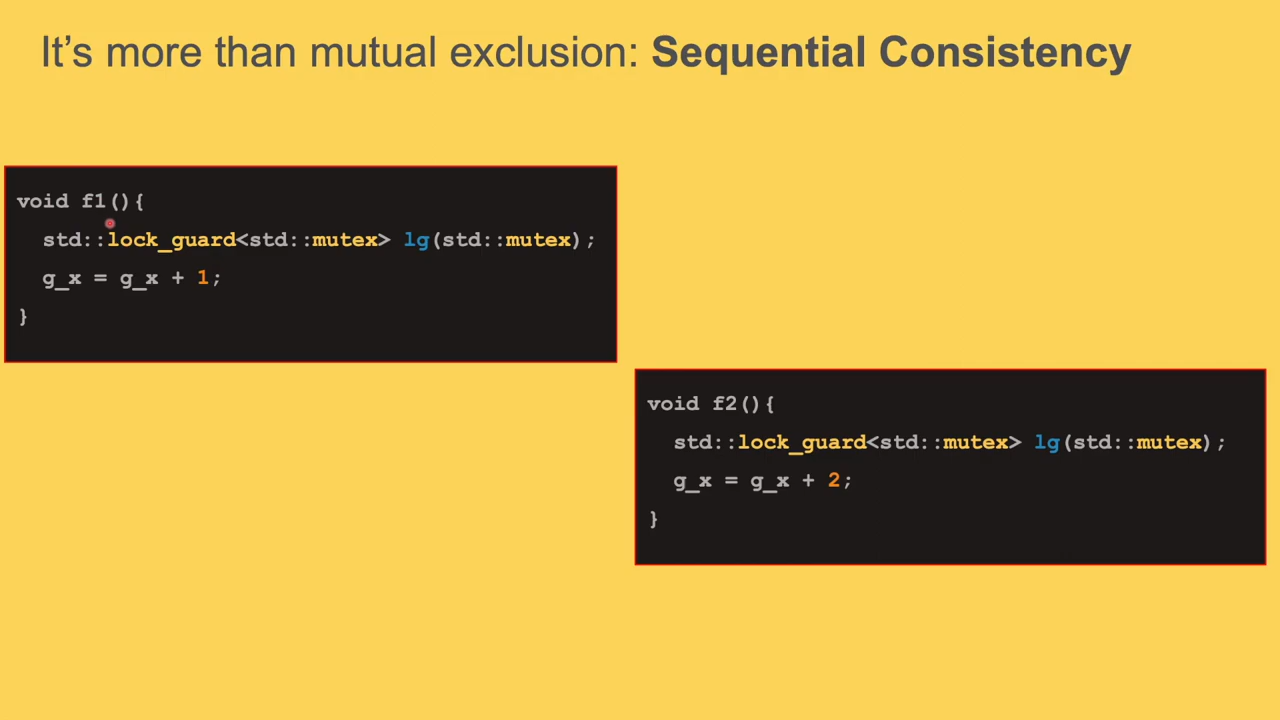 It's more than mutual exclusion: Sequential Consistency
void f1(){
std::lock_guard<std::mutex> lg(std::mutex);
g_x = g_x + 1;
}
void f2(){
std::lock_guard<std::mutex> lg(std::mutex);
g_x = g_x + 2;
}